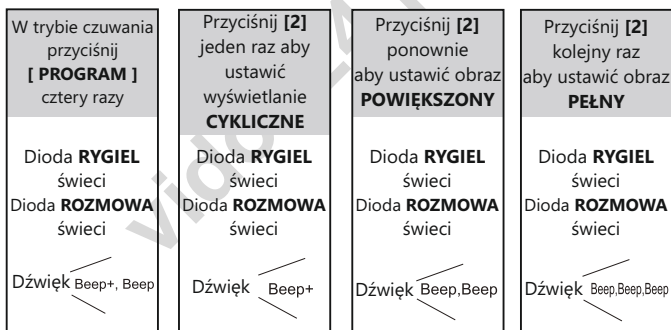 W trybie czuwania
przyciśnij
[ PROGRAM ]
cztery razy
Dioda RYGIEL
świeci
Dioda ROZMOWA
świeci
Dźwięk Beep+, Beep
Przyciśnij [2]
jeden raz aby
ustawić
wyświetlanie
CYKLICZNE
Dioda RYGIEL
świeci
Dioda ROZMOWA
świeci
Dźwięk Beep+
Przyciśnij [2]
ponownie
aby ustawić obraz
POWIĘKSZONY
Dioda RYGIEL
świeci
Dioda ROZMOWA
świeci
Dźwięk Beep,Beep
Przyciśnij [2]
kolejny raz
aby ustawić obraz
PEŁNY
Dioda RYGIEL
świeci
Dioda ROZMOWA
świeci
Dźwięk Beep,Beep,Beep